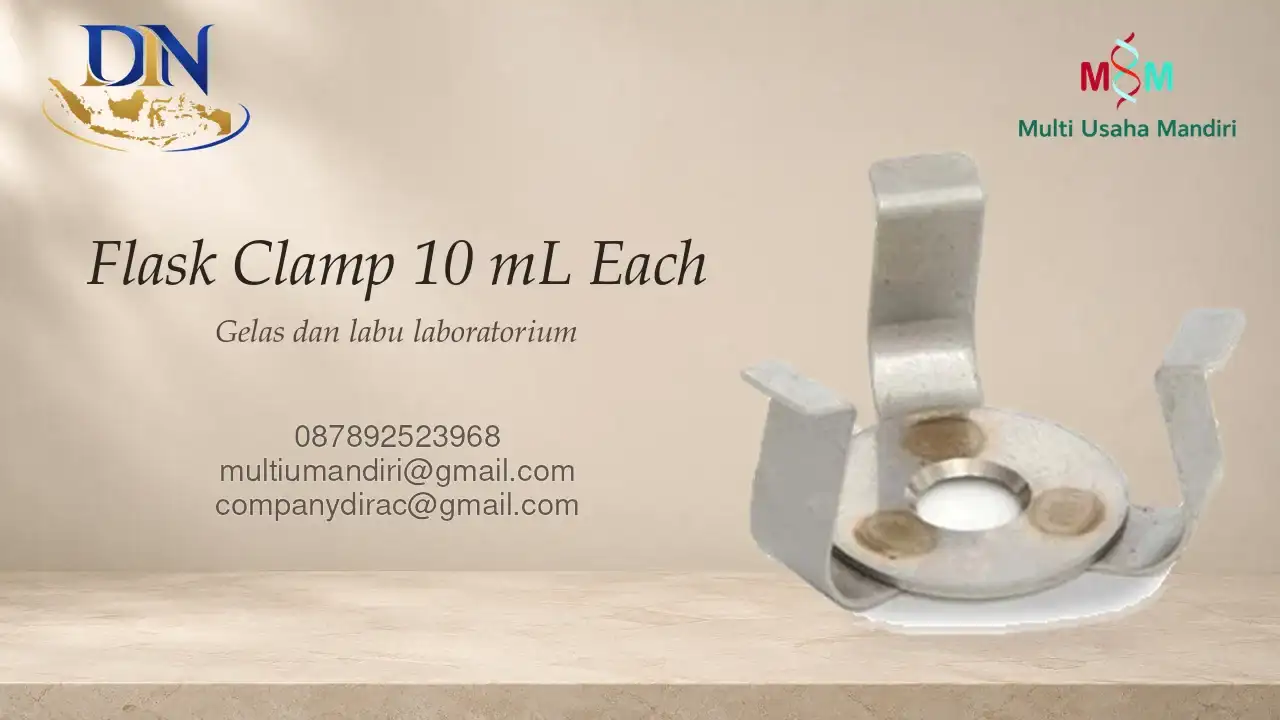 DN
M M
Multi Usaha Mandiri
Flask Clamp 10 mL Each
Gelas dan labu laboratorium
087892523968
multiumandiri@gmail.com
companydirac@gmail.com